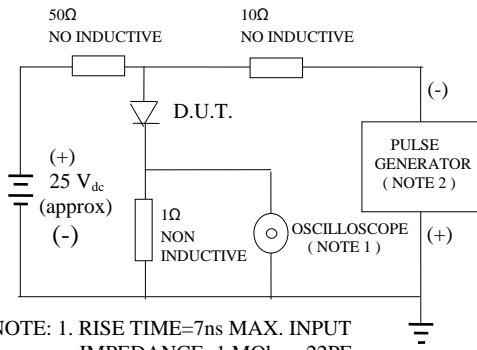 50Ω
NO INDUCTIVE
10Ω
NO INDUCTIVE
D.U.T.
(-)
PULSE
GENERATOR
( NOTE 2 )
(+)
25 Vdc
(approx)
(-)
1Ω
NON
INDUCTIVE
OSCILLOSCOPE
( NOTE 1 )
(+)
NOTE: 1. RISE TIME=7ns MAX. INPUT